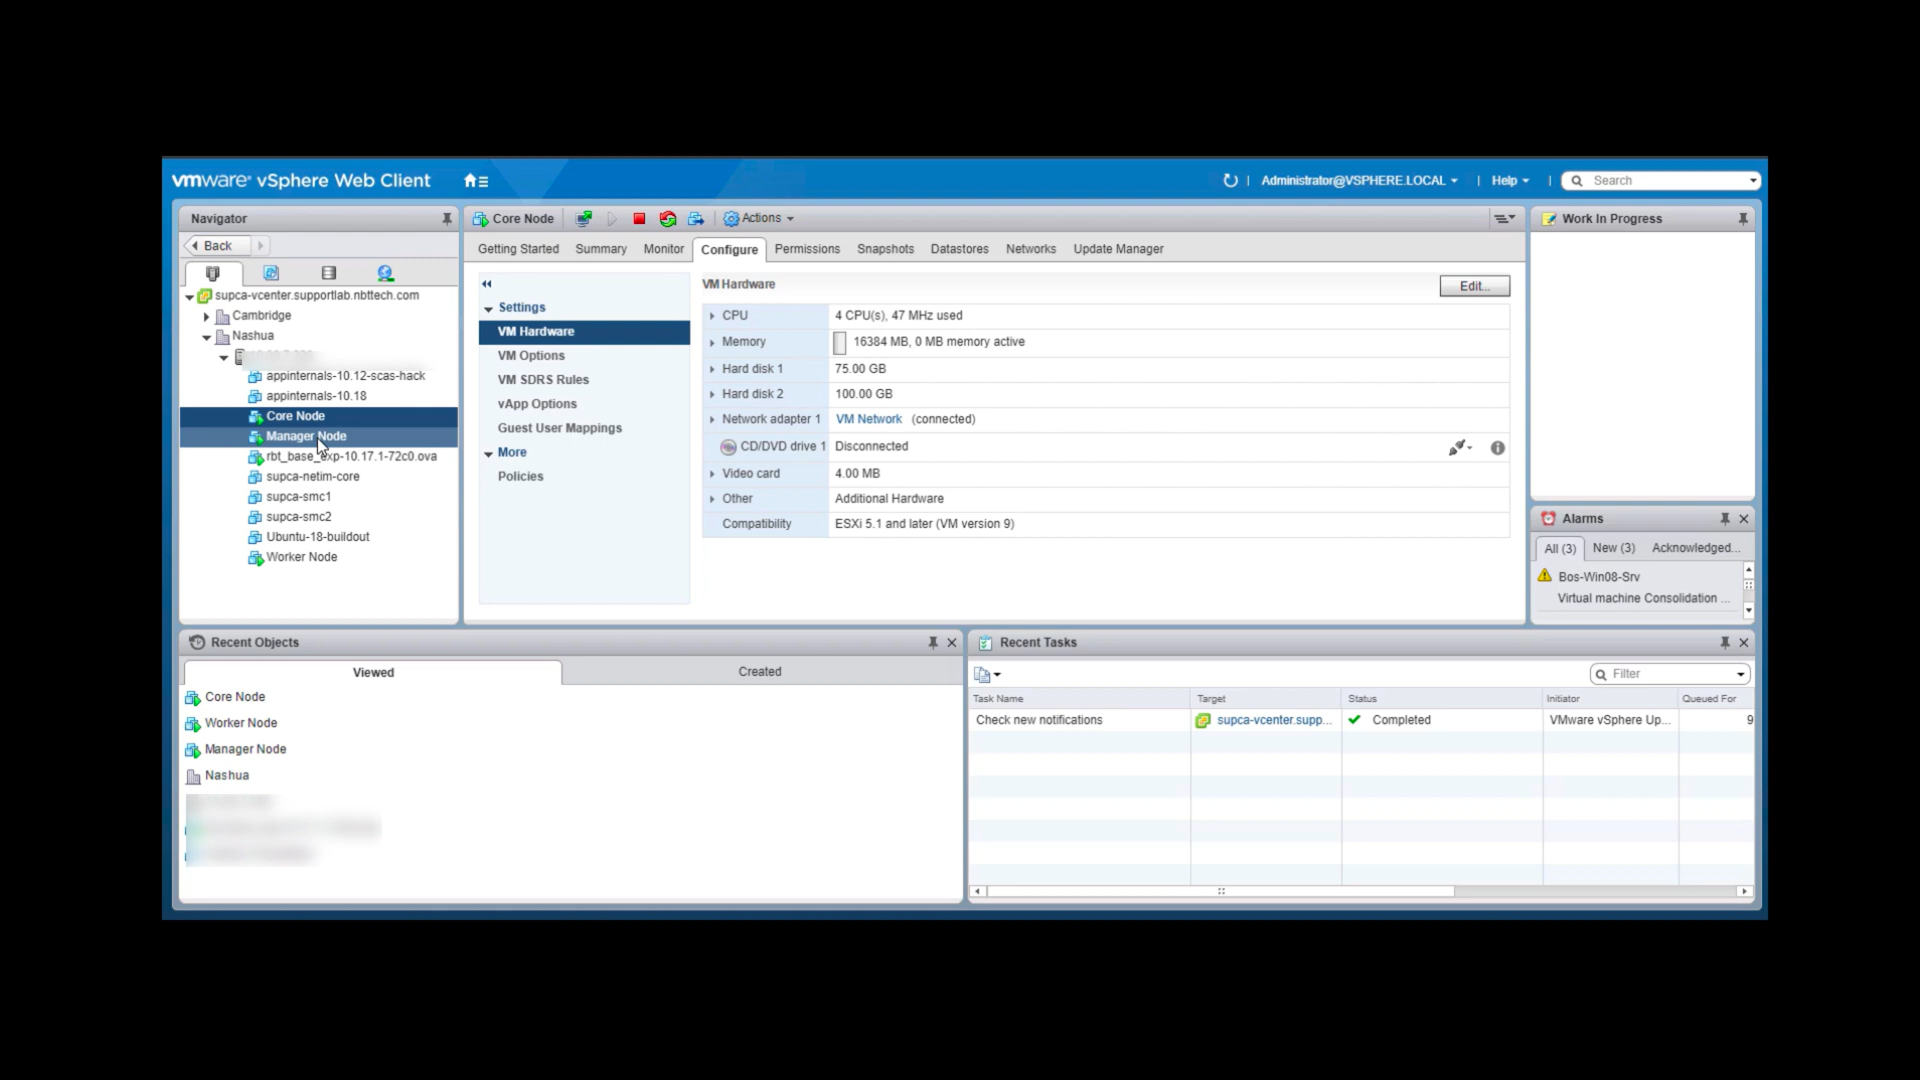 vmware® vSphere Web Client
Administrator@VSPHERE.LOCAL
Help
Search
Navigator
Back
supca-vcenter.supportlab.nbttech.com
Cambridge
Nashua
appinternals-10.12-scas-hack
appinternals-10.18
Core Node
Manager Node
rbt_base_exp-10.17.1-72c0.ova
supca-netim-core
supca-smc1
supca-smc2
Ubuntu-18-buildout
Worker Node
Core Node
Actions
Getting Started Summary Monitor Configure Permissions Snapshots Datastores Networks Update Manager
Settings
VM Hardware
VM Options
VM SDRS Rules
vApp Options
Guest User Mappings
More
Policies
VM Hardware
Edit...
CPU 4 CPU(s), 47 MHz used
Memory 16384 MB, 0 MB memory active
Hard disk 1 75.00 GB
Hard disk 2 100.00 GB
Network adapter 1 VM Network (connected)
CD/DVD drive 1 Disconnected
Video card 4.00 MB
Other Additional Hardware
Compatibility ESXi 5.1 and later (VM version 9)
Work In Progress
Alarms
All (3) New (3) Acknowledged...
Bos-Win08-Srv
Virtual machine Consolidation ...
Recent Objects
Viewed Created
Core Node
Worker Node
Manager Node
Nashua
Recent Tasks
Filter
Task Name Target Status Initiator Queued For
Check new notifications supca-vcenter.supp... Completed VMware vSphere Up... 9